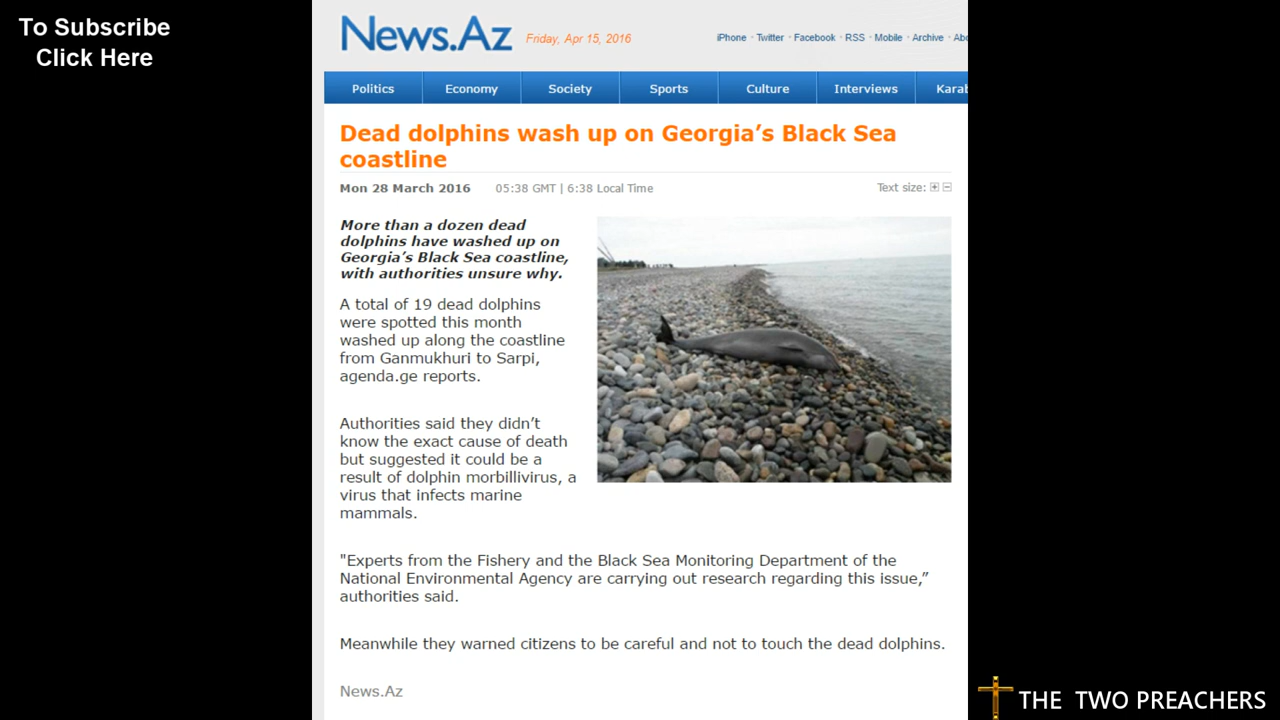 To Subscribe
Click Here
News.Az
Friday, Apr 15, 2016
iPhone · Twitter · Facebook · RSS · Mobile · Archive ·
Politics
Economy
Society
Sports
Culture
Interviews
Dead dolphins wash up on Georgia’s Black Sea
coastline
Mon 28 March 2016
05:38 GMT | 6:38 Local Time
Text size:
More than a dozen dead
dolphins have washed up on
Georgia’s Black Sea coastline,
with authorities unsure why.
A total of 19 dead dolphins
were spotted this month
washed up along the coastline
from Ganmukhuri to Sarpi,
agenda.ge reports.
Authorities said they didn’t
know the exact cause of death
but suggested it could be a
result of dolphin morbillivirus, a
virus that infects marine
mammals.
"Experts from the Fishery and the Black Sea Monitoring Department of the
National Environmental Agency are carrying out research regarding this issue,”
authorities said.
Meanwhile they warned citizens to be careful and not to touch the dead dolphins.
News.Az
THE TWO PREACHERS